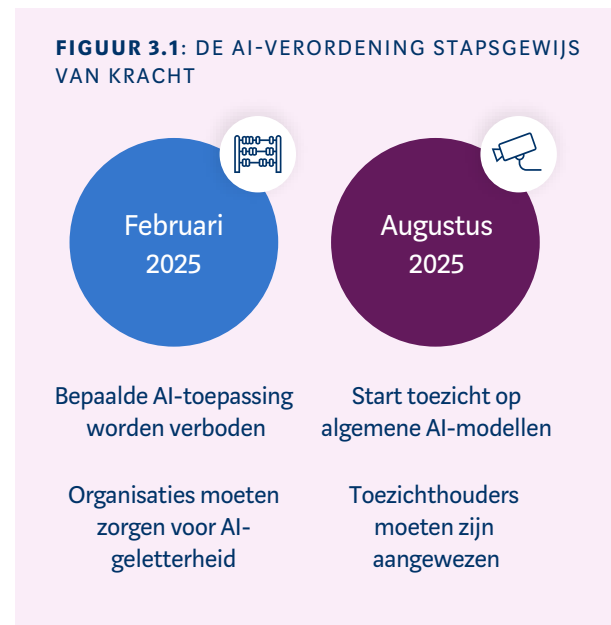 FIGUUR 3.1: DE AI-VERORDENING STAPSGEWIJS
VAN KRACHT
Februari
2025
Bepaalde AI-toepassing
worden verboden
Organisaties moeten
zorgen voor AI-
geletterheid
Augustus
2025
Start toezicht op
algemene AI-modellen
Toezichthouders
moeten zijn
aangewezen